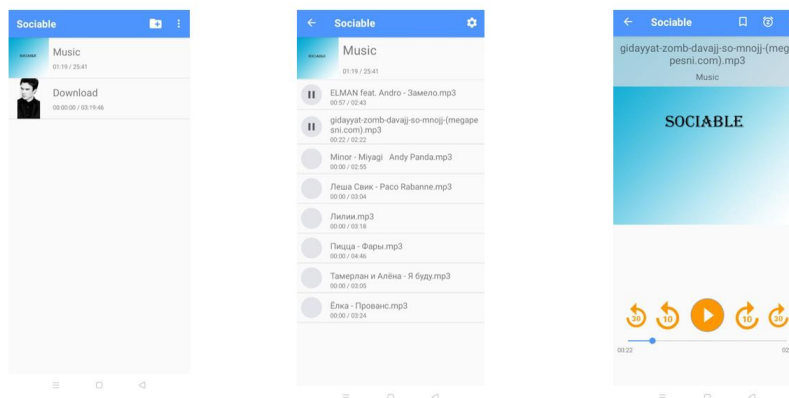 Sociable
SOCIABLE
Music
01:19 / 25:41
Download
00:00:00 / 03:19:46
Sociable
SOCIABLE
Music
01:19 / 25:41
ELMAN feat. Andro - Замело.mp3
00:57 / 02:43
gidayyat-zomb-davajj-so-mnojj-(megape
sni.com).mp3
00:22 / 02:22
Minor - Miyagi Andy Panda.mp3
00:00 / 02:55
Леша Свик - Paco Rabanne.mp3
00:00 / 03:04
Лилии.mp3
00:00 / 03:18
Пицца - Фары.mp3
00:00 / 04:46
Тамерлан и Алёна - Я буду.mp3
00:00 / 03:05
Ёлка - Прованс.mp3
00:00 / 03:24
Sociable
gidayyat-zomb-davajj-so-mnojj-(meg
pesni.com).mp3
Music
SOCIABLE
30 10 10 30
00:22 02